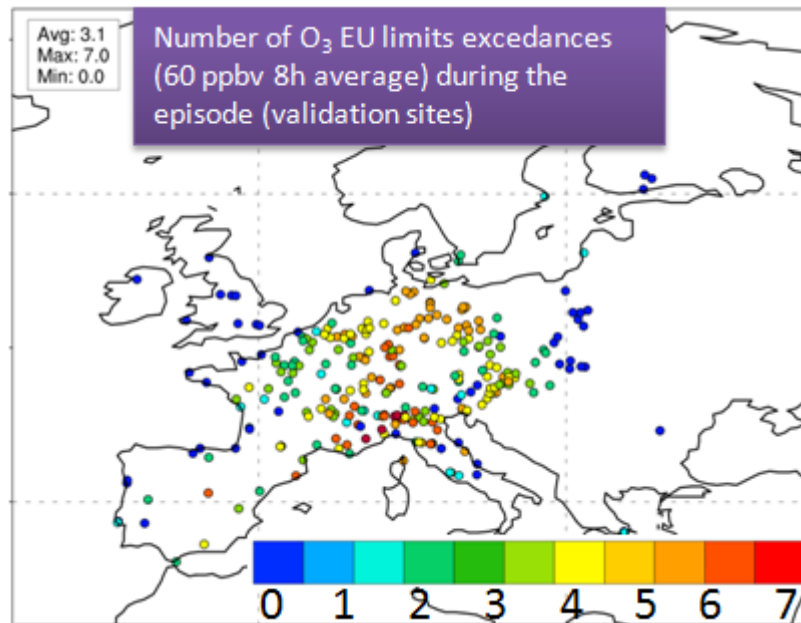 Avg: 3.1
Max: 7.0
Min: 0.0
Number of O₃ EU limits excedances
(60 ppbv 8h average) during the
episode (validation sites)
0 1 2 3 4 5 6 7